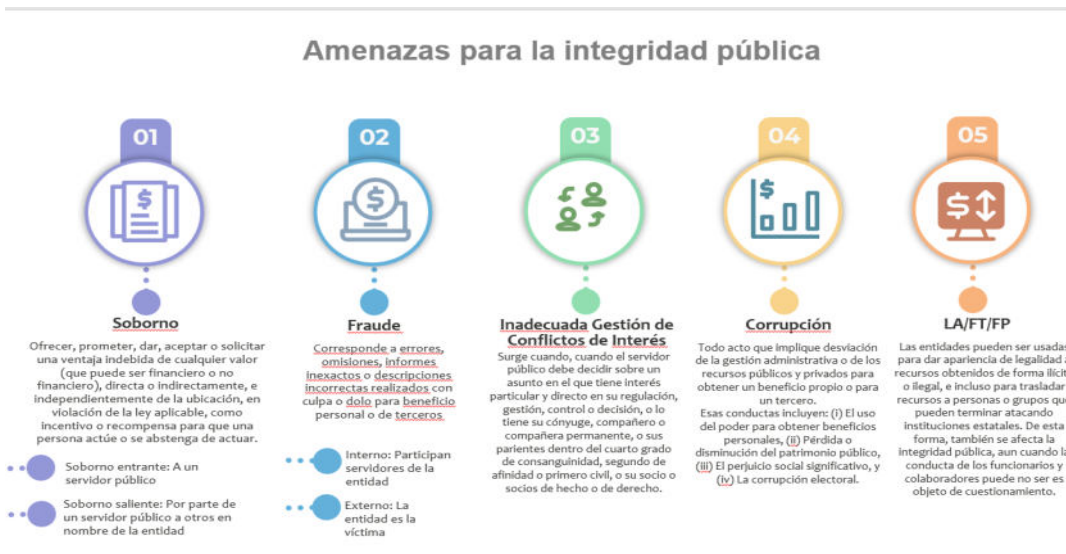 Amenazas para la integridad pública
01
Soborno
Ofrecer, prometer, dar, aceptar o solicitar
una ventaja indebida de cualquier valor
(que puede ser financiero o no
financiero), directa o indirectamente, e
independientemente de la ubicación, en
violación de la ley aplicable, como
incentivo o recompensa para que una
persona actúe o se abstenga de actuar.
Soborno entrante: A un
servidor público
Soborno saliente: Por parte de
un servidor público a otros en
nombre de la entidad
02
Fraude
Corresponde a errores,
omisiones, informes
inexactos o descripciones
incorrectas realizados con
culpa o dolo para beneficio
personal o de terceros
Interno: Participan
servidores de la
entidad
Externo: La
entidad es la
víctima
03
Inadecuada Gestión de
Conflictos de Interés
Surge cuando, cuando el servidor
público debe decidir sobre un
asunto en el que tiene interés
particular y directo en su regulación,
gestión, control o decisión, o lo
tiene su cónyuge, compañero o
compañera permanente, o sus
parientes dentro del cuarto grado
de consanguinidad, segundo de
afinidad o primero civil, o su socio o
socios de hecho o de derecho.
04
Corrupción
Todo acto que implique desviación
de la gestión administrativa o de los
recursos públicos y privados para
obtener un beneficio propio o para
un tercero.
Esas conductas incluyen: (i) El uso
del poder para obtener beneficios
personales, (ii) Pérdida o
disminución del patrimonio público,
(iii) El perjuicio social significativo, y
(iv) La corrupción electoral.
05
LA/FT/FP
Las entidades pueden ser usadas
para dar apariencia de legalidad a
recursos obtenidos de forma ilícit
o ilegal, e incluso para trasladar
recursos a personas o grupos que
pueden terminar atacando
instituciones estatales. De esta
forma, también se afecta la
integridad pública, aun cuando la
conducta de los funcionarios y
colaboradores puede no ser es
objeto de cuestionamiento.